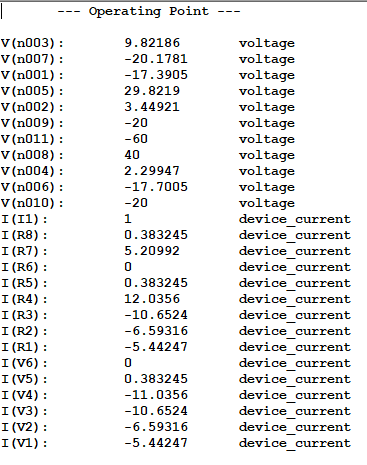 --- Operating Point ---
V(n003): 9.82186 voltage
V(n007): -20.1781 voltage
V(n001): -17.3905 voltage
V(n005): 29.8219 voltage
V(n002): 3.44921 voltage
V(n009): -20 voltage
V(n011): -60 voltage
V(n008): 40 voltage
V(n004): 2.29947 voltage
V(n006): -17.7005 voltage
V(n010): -20 voltage
I(I1): 1 device_current
I(R8): 0.383245 device_current
I(R7): 5.20992 device_current
I(R6): 0 device_current
I(R5): 0.383245 device_current
I(R4): 12.0356 device_current
I(R3): -10.6524 device_current
I(R2): -6.59316 device_current
I(R1): -5.44247 device_current
I(V6): 0 device_current
I(V5): 0.383245 device_current
I(V4): -11.0356 device_current
I(V3): -10.6524 device_current
I(V2): -6.59316 device_current
I(V1): -5.44247 device_current